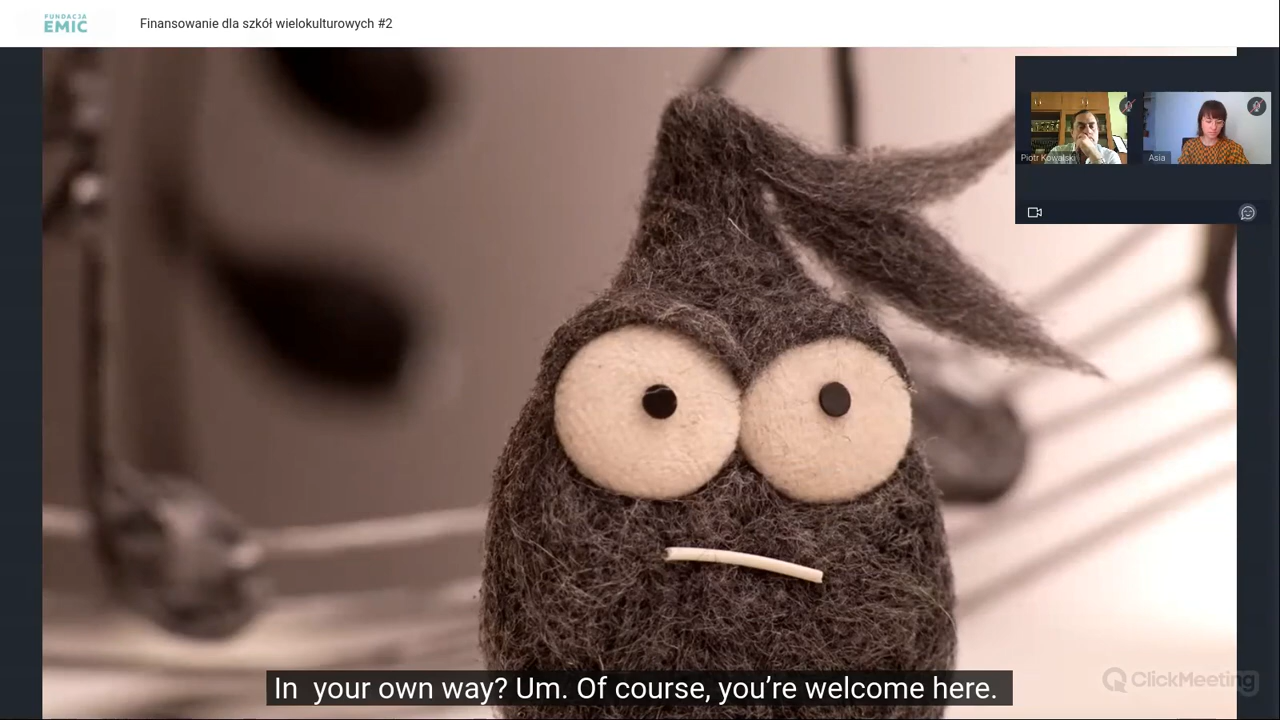 FUNDACJA
EMIC
Finansowanie dla szkół wielokulturowych #2
Piotr Kowalski
Asia
In  your own way? Um. Of course, you’re welcome here.
ClickMeeting